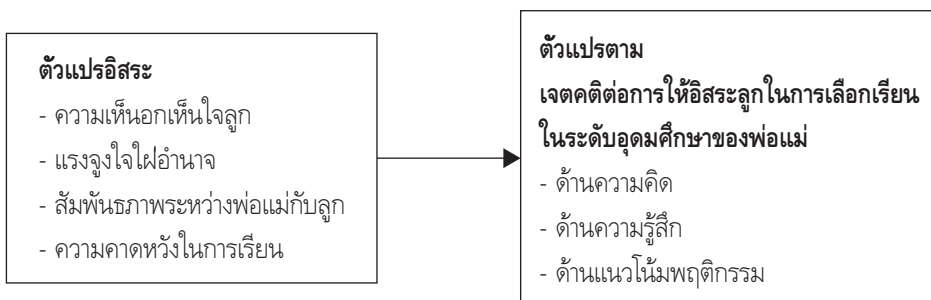 ตัวแปรอิสระ
- ความเห็นอกเห็นใจลูก
- แรงจูงใจใฝ่อำนาจ
- สัมพันธภาพระหว่างพ่อแม่กับลูก
- ความคาดหวังในการเรียน
ตัวแปรตาม
เจตคติต่อการให้อิสระลูกในการเลือกเรียน
ในระดับอุดมศึกษาของพ่อแม่
- ด้านความคิด
- ด้านความรู้สึก
- ด้านแนวโน้มพฤติกรรม